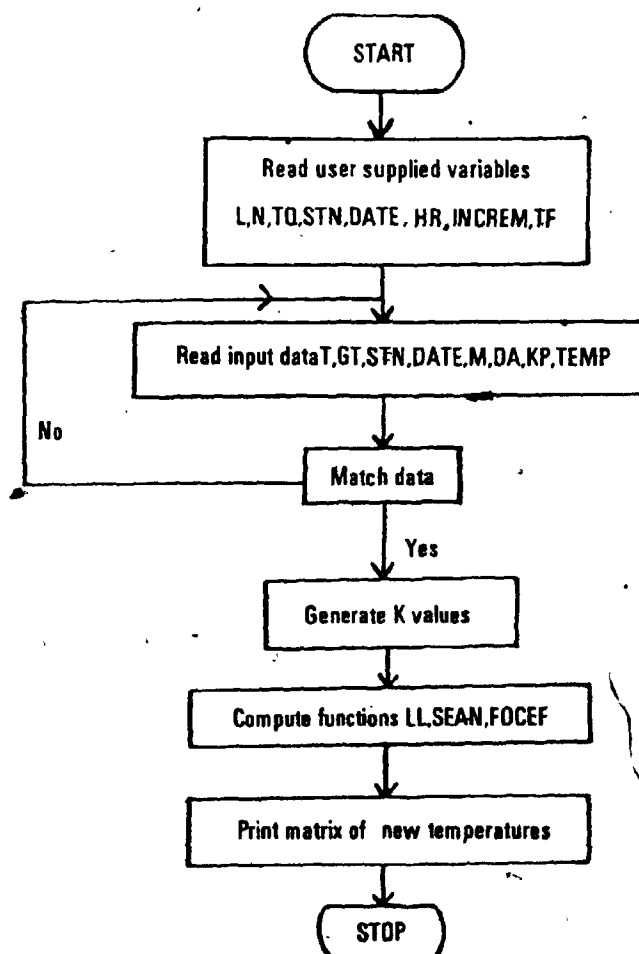 START
Read user supplied variables
L,N,TQ,STN,DATE, HR,INCREM,TF
Read input dataT,GT,STN,DATE,M,DA,KP,TEMP
No
Match data
Yes
Generate K values
Compute functions LL,SEAN,FOCEF
Print matrix of new temperatures
STOP